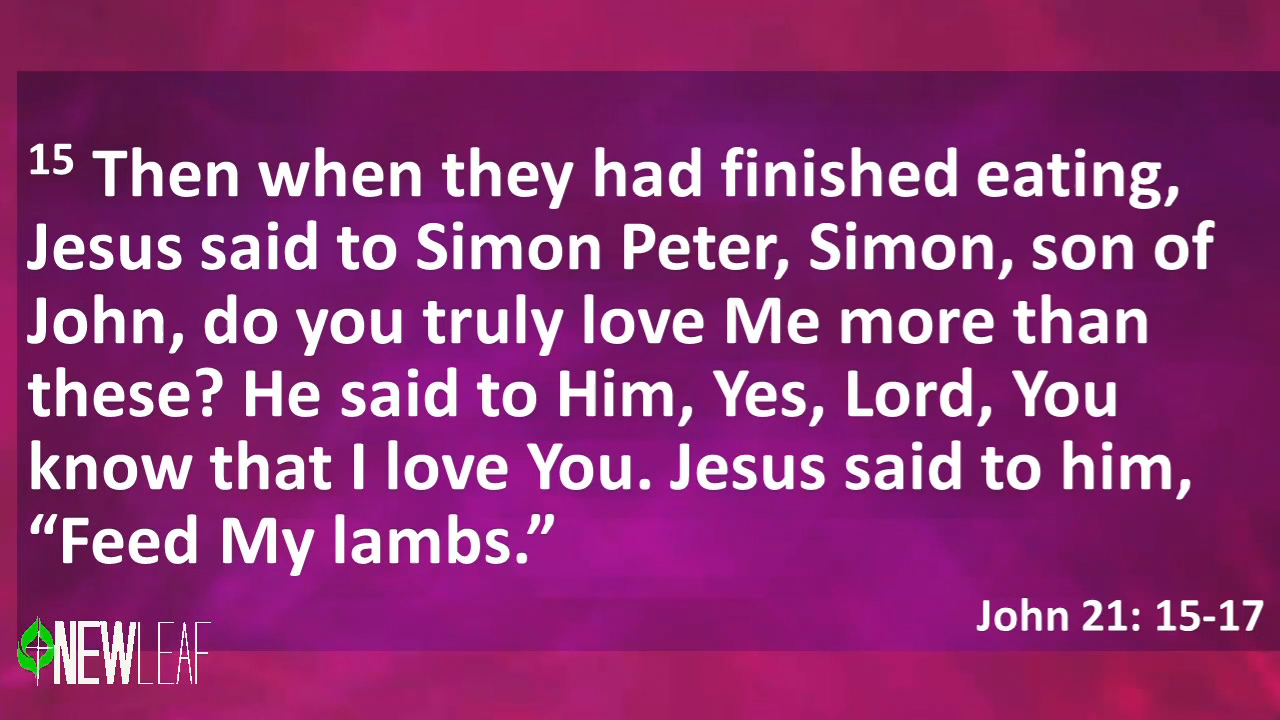 15 Then when they had finished eating,
Jesus said to Simon Peter, Simon, son of
John, do you truly love Me more than
these? He said to Him, Yes, Lord, You
know that I love You. Jesus said to him,
“Feed My lambs.”
John 21: 15-17
NEWLEAF